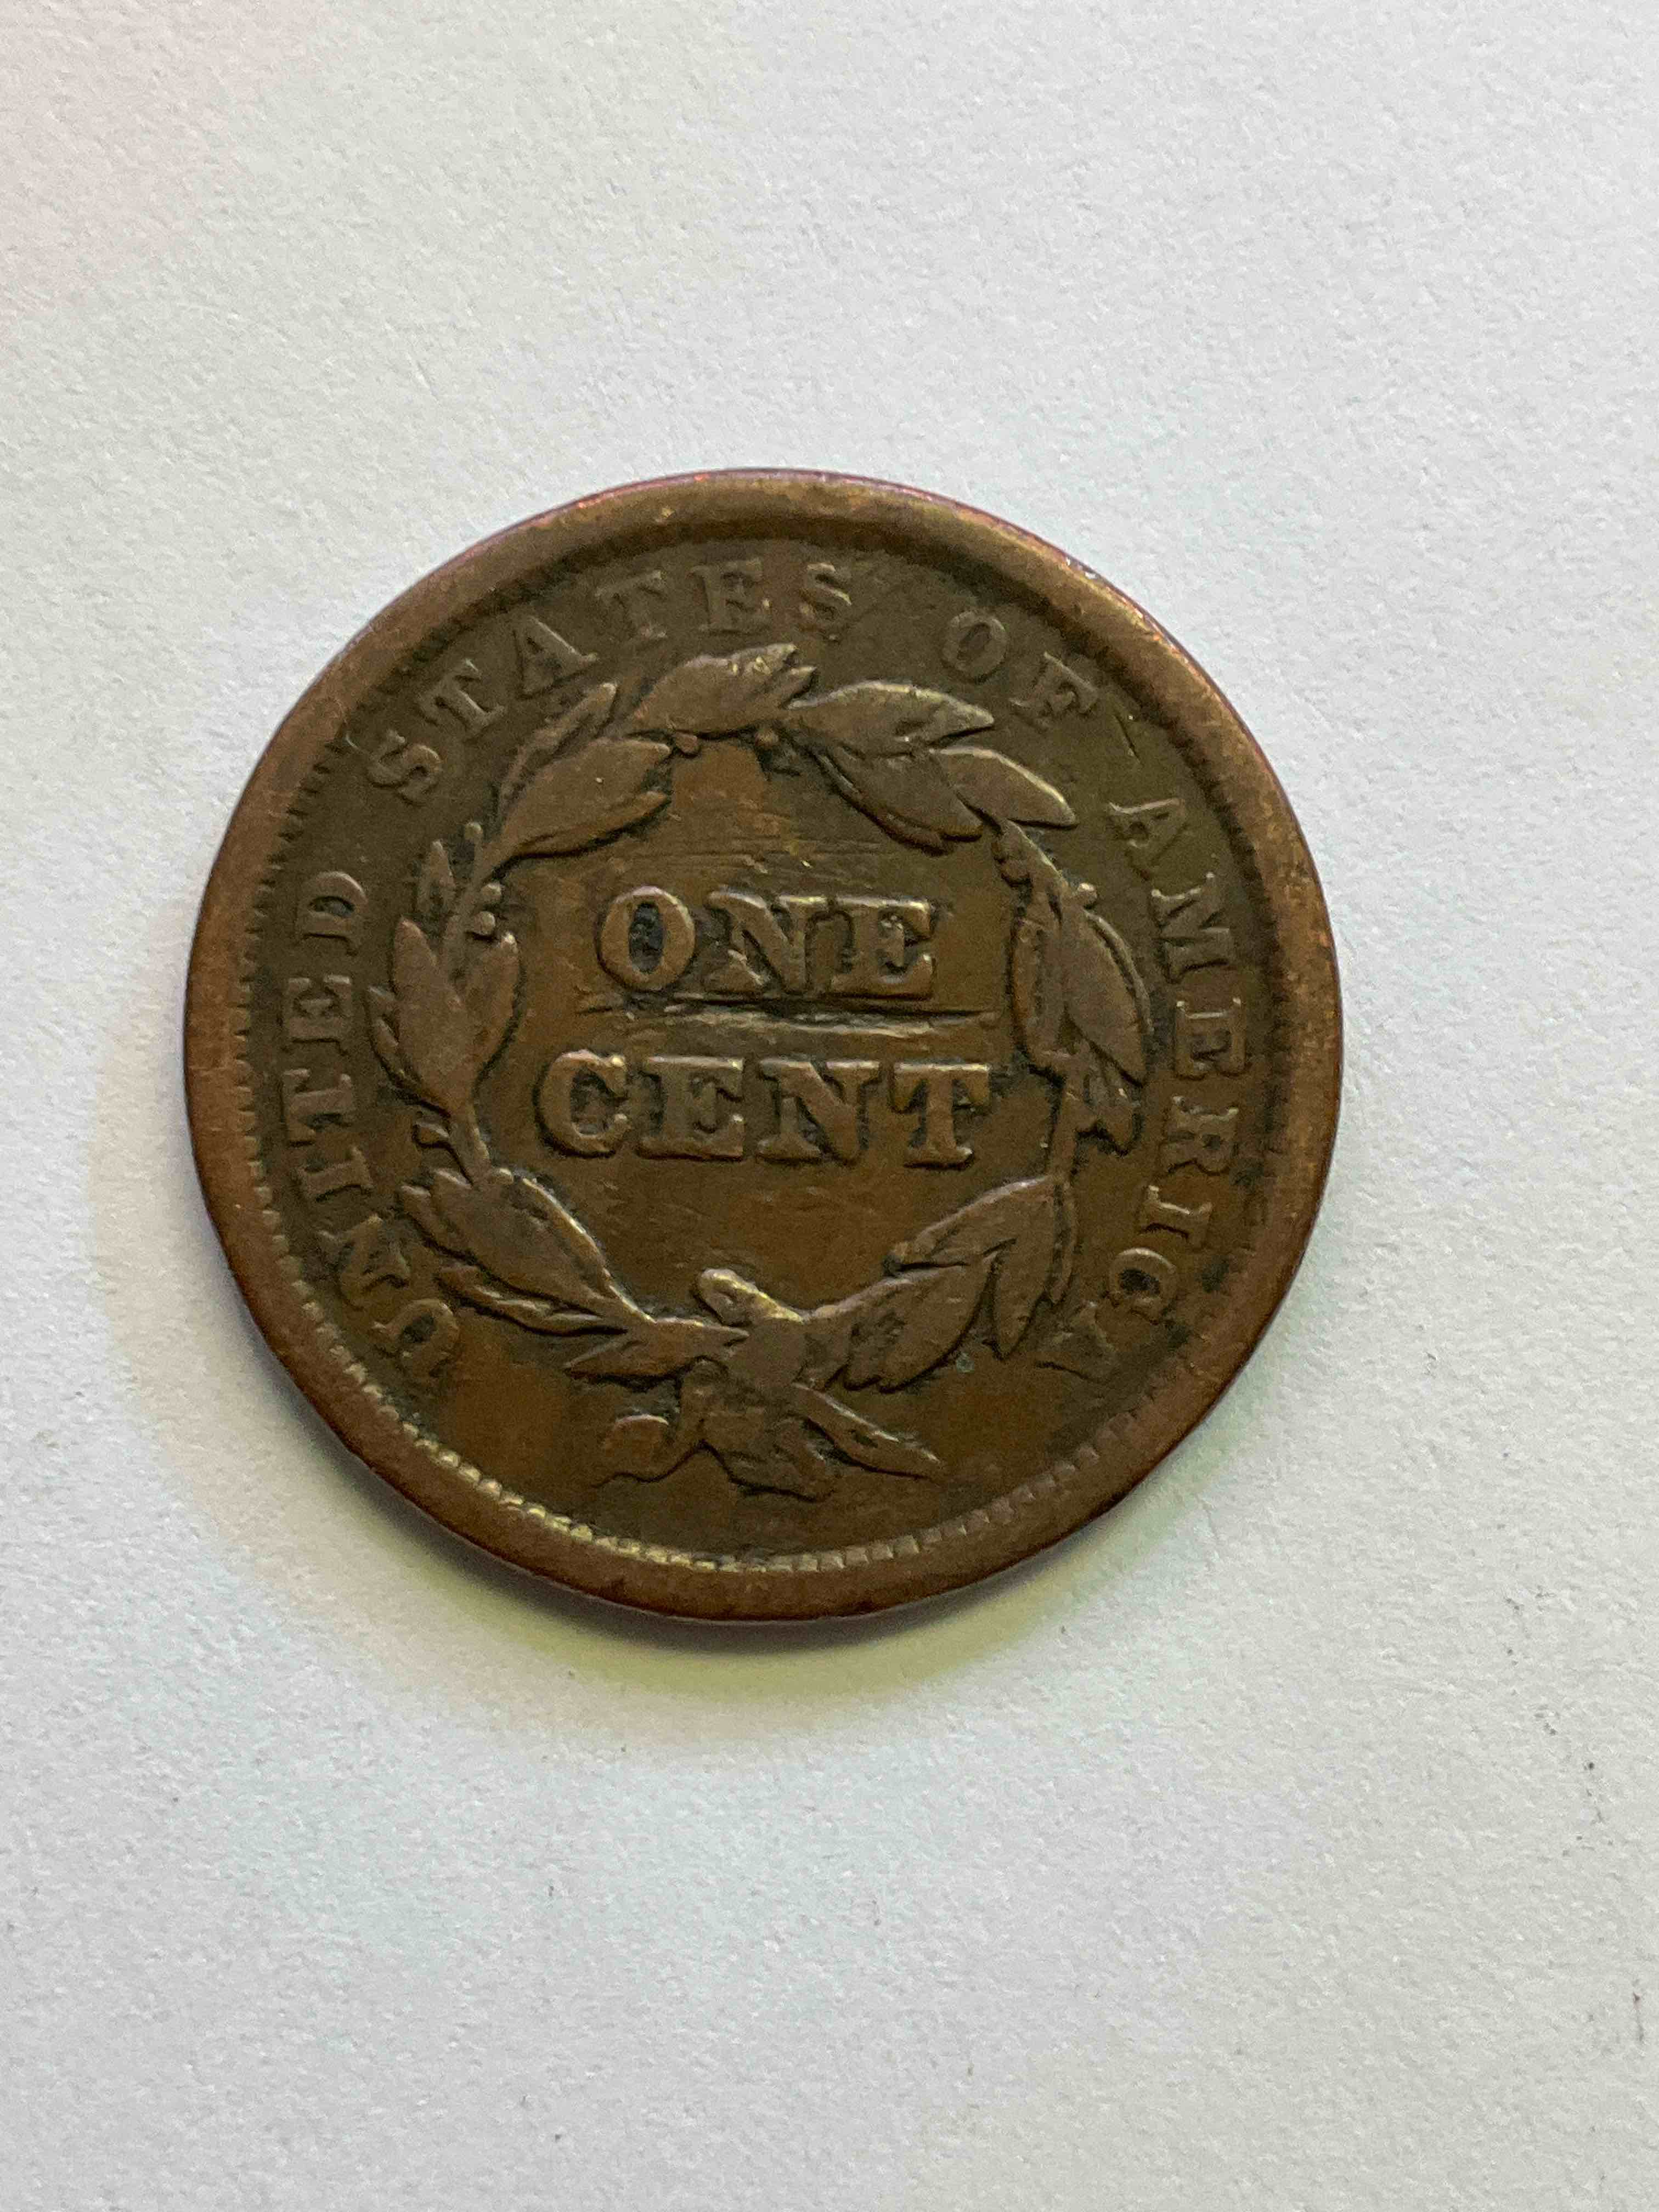 UNITED STATES OF AMERICA
ONE
CENT